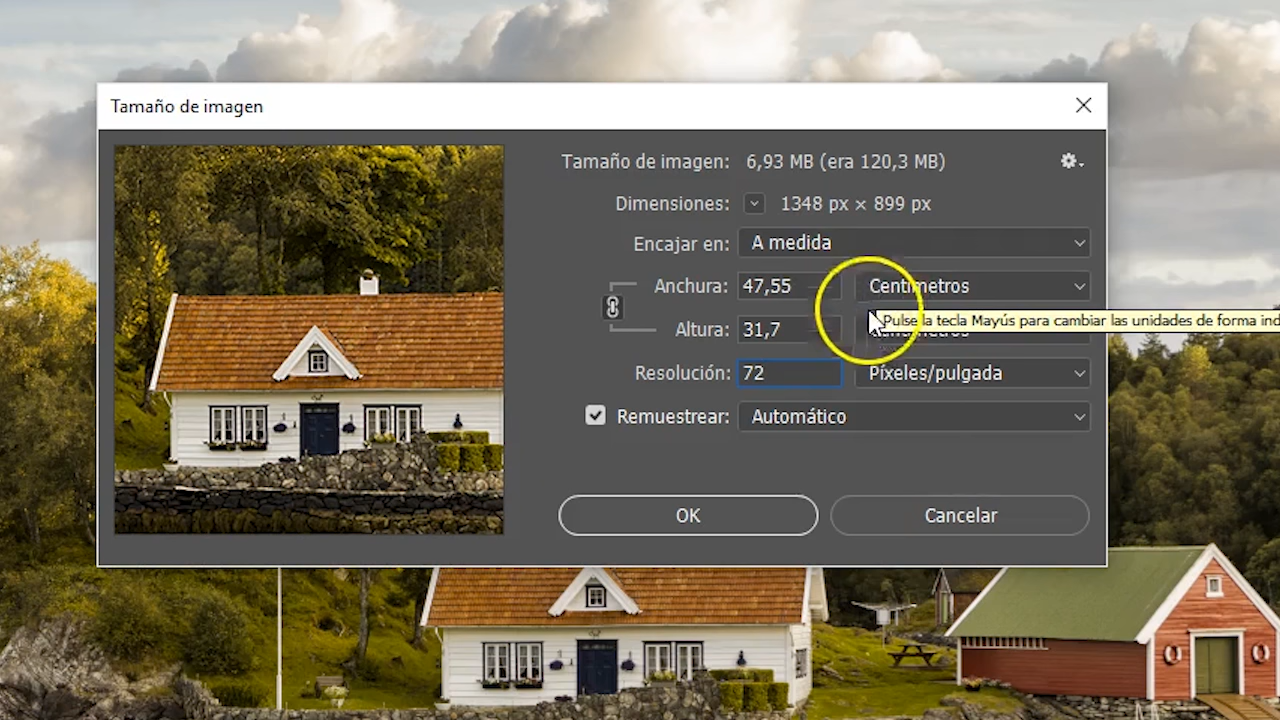 Tamaño de imagen
Tamaño de imagen: 6,93 MB (era 120,3 MB)
Dimensiones: 1348 px × 899 px
Encajar en: A medida
Anchura: 47,55 Centímetros
Pulse la tecla Mayús para cambiar las unidades de forma ind
Altura: 31,7
Resolución: 72 Píxeles/pulgada
Remuestrear: Automático
OK Cancelar